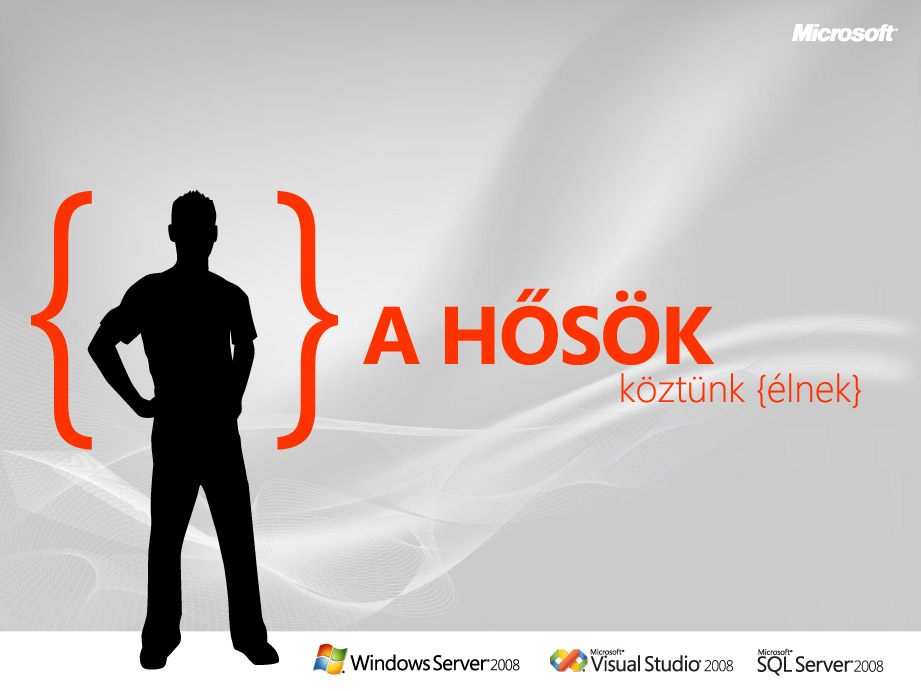 Microsoft
{ }
A HŐSÖK
köztünk {élnek}
Windows Server 2008
Microsoft Visual Studio 2008
Microsoft SQL Server 2008